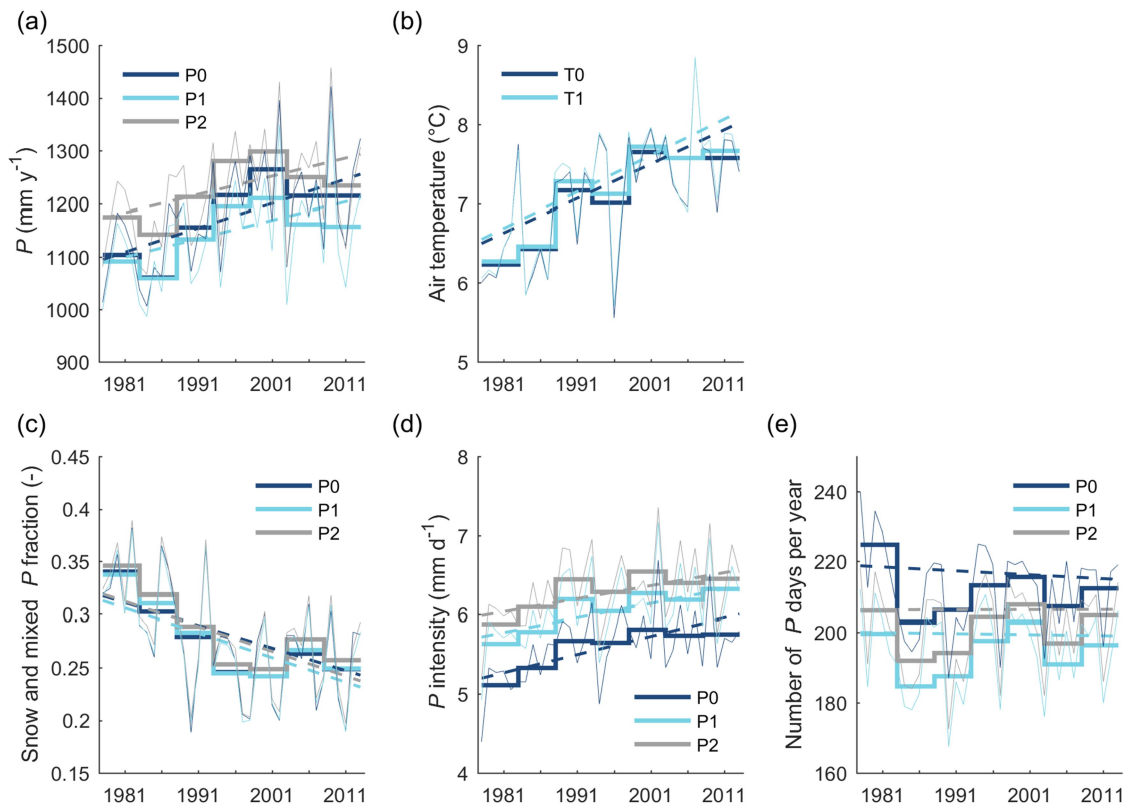 (a)
P (mm y⁻¹)
1500
1400
1300
1200
1100
1000
900
P0
P1
P2
1981 1991 2001 2011
(b)
Air temperature (°C)
9
8
7
6
5
T0
T1
1981 1991 2001 2011
(c)
Snow and mixed P fraction (-)
0.45
0.4
0.35
0.3
0.25
0.2
0.15
P0
P1
P2
1981 1991 2001 2011
(d)
P intensity (mm d⁻¹)
8
7
6
5
4
P0
P1
P2
1981 1991 2001 2011
(e)
Number of P days per year
240
220
200
180
160
P0
P1
P2
1981 1991 2001 2011